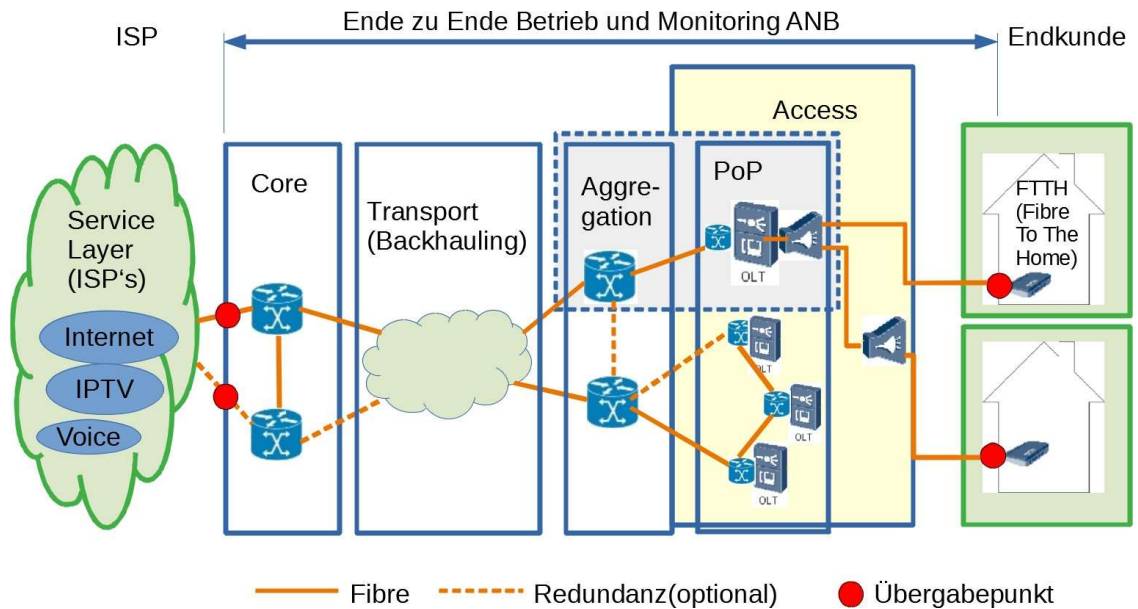 Ende zu Ende Betrieb und Monitoring ANB
ISP
Endkunde
Access
Core
Transport
(Backhauling)
Aggre-
gation
PoP
Service
Layer
(ISP's)
Internet
IPTV
Voice
OLT
OLT
OLT
OLT
FTTH
(Fibre
To The
Home)
Fibre
Redundanz(optional)
Übergabepunkt